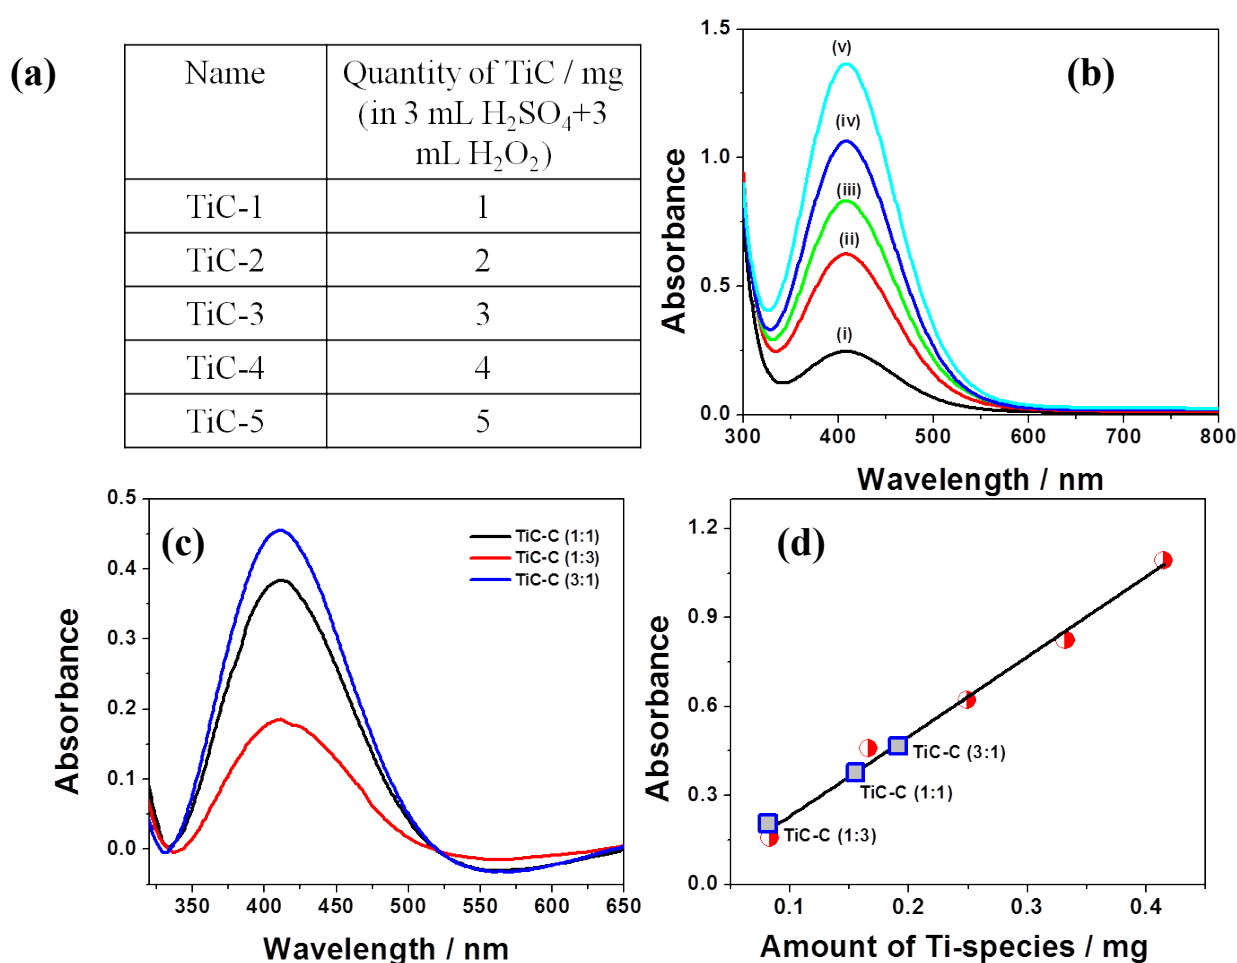 (a)
Name
Quantity of TiC / mg
(in 3 mL H₂SO₄+3
mL H₂O₂)
TiC-1
1
TiC-2
2
TiC-3
3
TiC-4
4
TiC-5
5
(b)
1.5
1.0
0.5
0.0
Absorbance
(v)
(iv)
(iii)
(ii)
(i)
300
400
500
600
700
800
Wavelength / nm
(c)
0.5
0.4
0.3
0.2
0.1
0.0
Absorbance
TiC-C (1:1)
TiC-C (1:3)
TiC-C (3:1)
350
400
450
500
550
600
650
Wavelength / nm
(d)
1.2
0.9
0.6
0.3
0.0
Absorbance
TiC-C (3:1)
TiC-C (1:1)
TiC-C (1:3)
0.1
0.2
0.3
0.4
Amount of Ti-species / mg